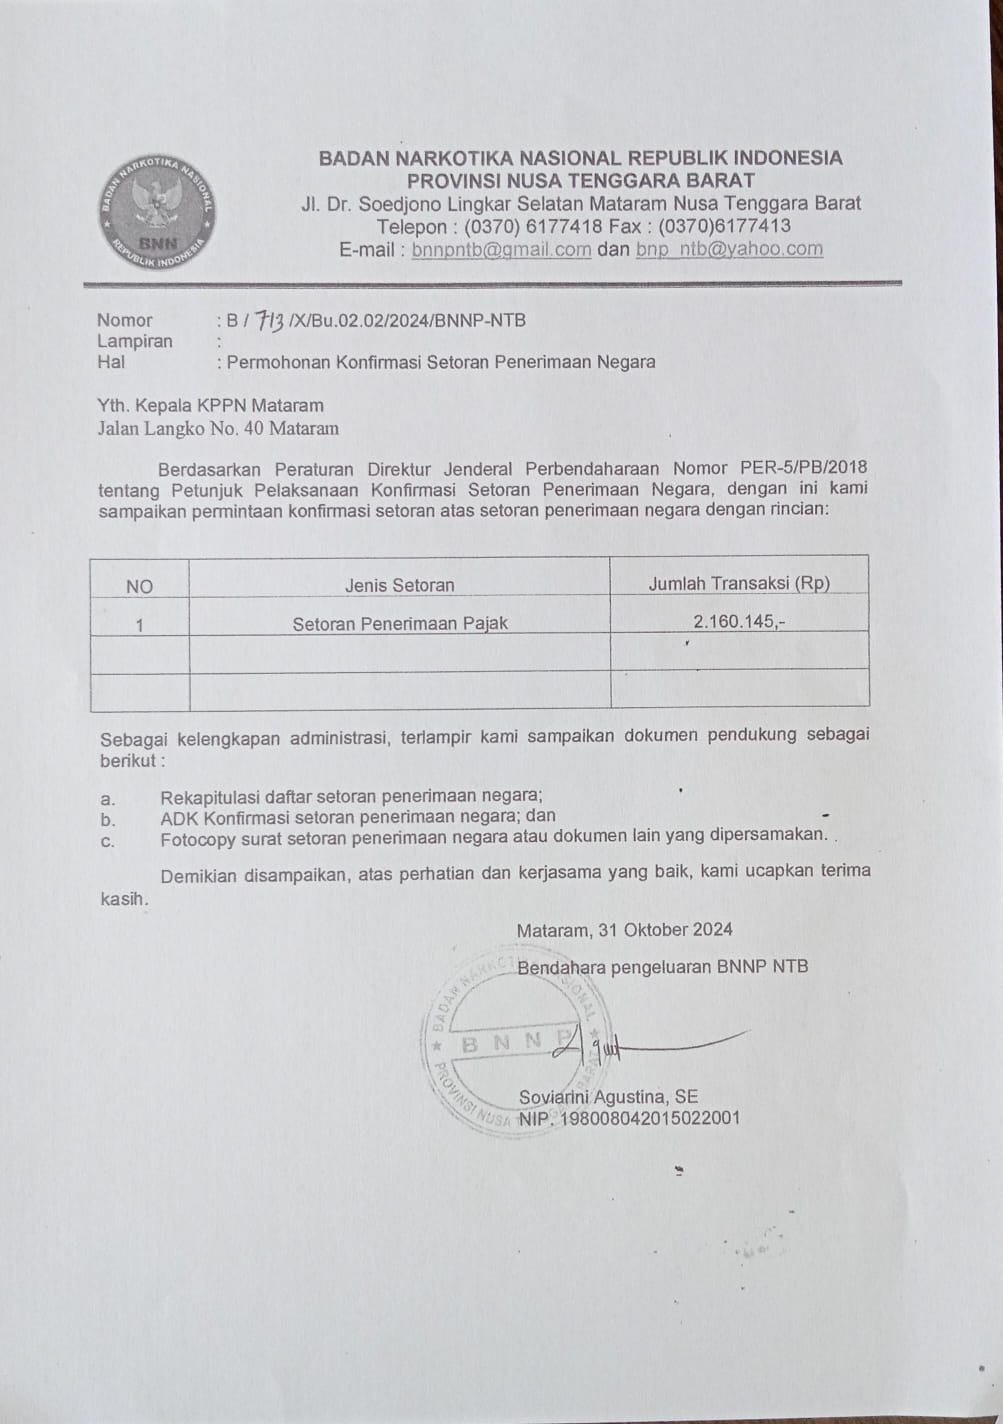 BADAN NARKOTIKA NASIONAL
BNN
REPUBLIK INDONESIA
BADAN NARKOTIKA NASIONAL REPUBLIK INDONESIA
PROVINSI NUSA TENGGARA BARAT
Jl. Dr. Soedjono Lingkar Selatan Mataram Nusa Tenggara Barat
Telepon : (0370) 6177418 Fax : (0370)6177413
E-mail : bnnpntb@gmail.com dan bnp_ntb@yahoo.com
Nomor : B / 713 /X/Bu.02.02/2024/BNNP-NTB
Lampiran :
Hal : Permohonan Konfirmasi Setoran Penerimaan Negara
Yth. Kepala KPPN Mataram
Jalan Langko No. 40 Mataram
Berdasarkan Peraturan Direktur Jenderal Perbendaharaan Nomor PER-5/PB/2018
tentang Petunjuk Pelaksanaan Konfirmasi Setoran Penerimaan Negara, dengan ini kami
sampaikan permintaan konfirmasi setoran atas setoran penerimaan negara dengan rincian:
NO Jenis Setoran Jumlah Transaksi (Rp)
1 Setoran Penerimaan Pajak 2.160.145,-
Sebagai kelengkapan administrasi, terlampir kami sampaikan dokumen pendukung sebagai
berikut :
a. Rekapitulasi daftar setoran penerimaan negara;
b. ADK Konfirmasi setoran penerimaan negara; dan
c. Fotocopy surat setoran penerimaan negara atau dokumen lain yang dipersamakan.
Demikian disampaikan, atas perhatian dan kerjasama yang baik, kami ucapkan terima
kasih.
Mataram, 31 Oktober 2024
Bendahara pengeluaran BNNP NTB
BADAN NARKOTIKA NASIONAL
BNNP
PROVINSI NUSA TENGGARA BARAT
Soviarini Agustina, SE
NIP. 198008042015022001